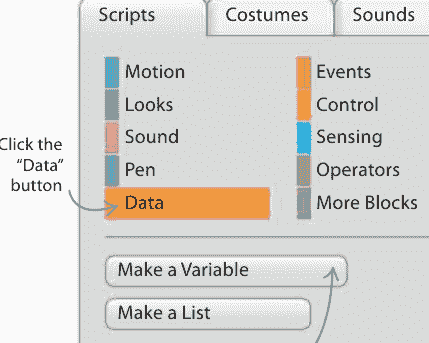 Scripts Costumes Sounds
Motion Events
Looks Control
Sound Sensing
Pen Operators
Data More Blocks
Click the
"Data"
button
Make a Variable
Make a List